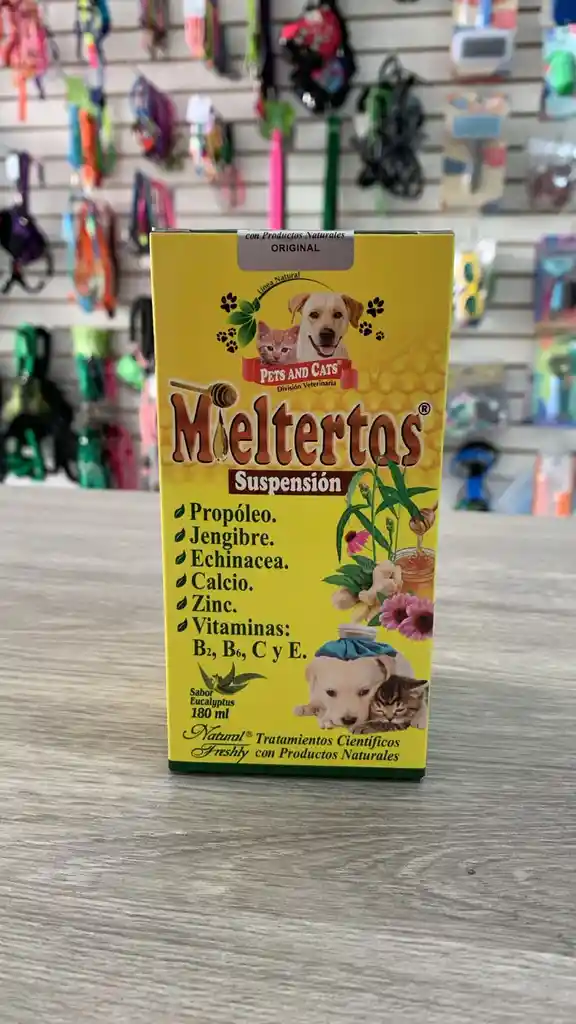 con Productos Naturales
ORIGINAL
Línea Natural
PETS AND CATS
División Veterinaria
Mieltertos®
Suspensión
Propóleo.
Jengibre.
Echinacea.
Calcio.
Zinc.
Vitaminas:
B2, B6, C y E.
Sabor
Eucalyptus
180 ml
Natural® Tratamientos Científicos
Freshly con Productos Naturales